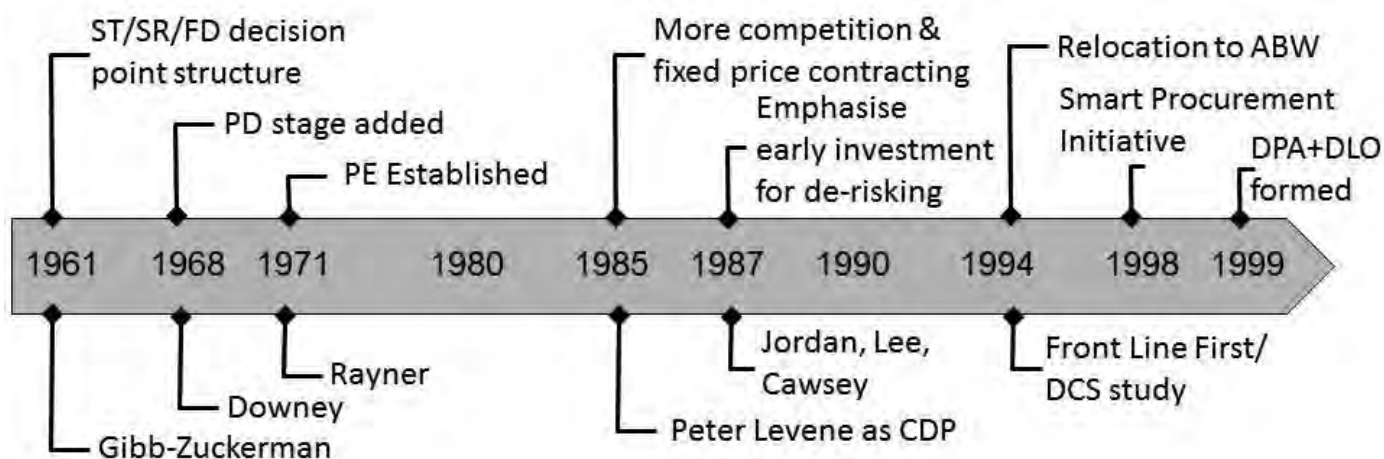 ST/SR/FD decision
point structure
PD stage added
PE Established
More competition &
fixed price contracting
Emphasise
early investment
for de-risking
Relocation to ABW
Smart Procurement
Initiative
DPA+DLO
formed
1961 1968 1971 1980 1985 1987 1990 1994 1998 1999
Gibb-Zuckerman
Downey
Rayner
Peter Levene as CDP
Jordan, Lee,
Cawsey
Front Line First/
DCS study